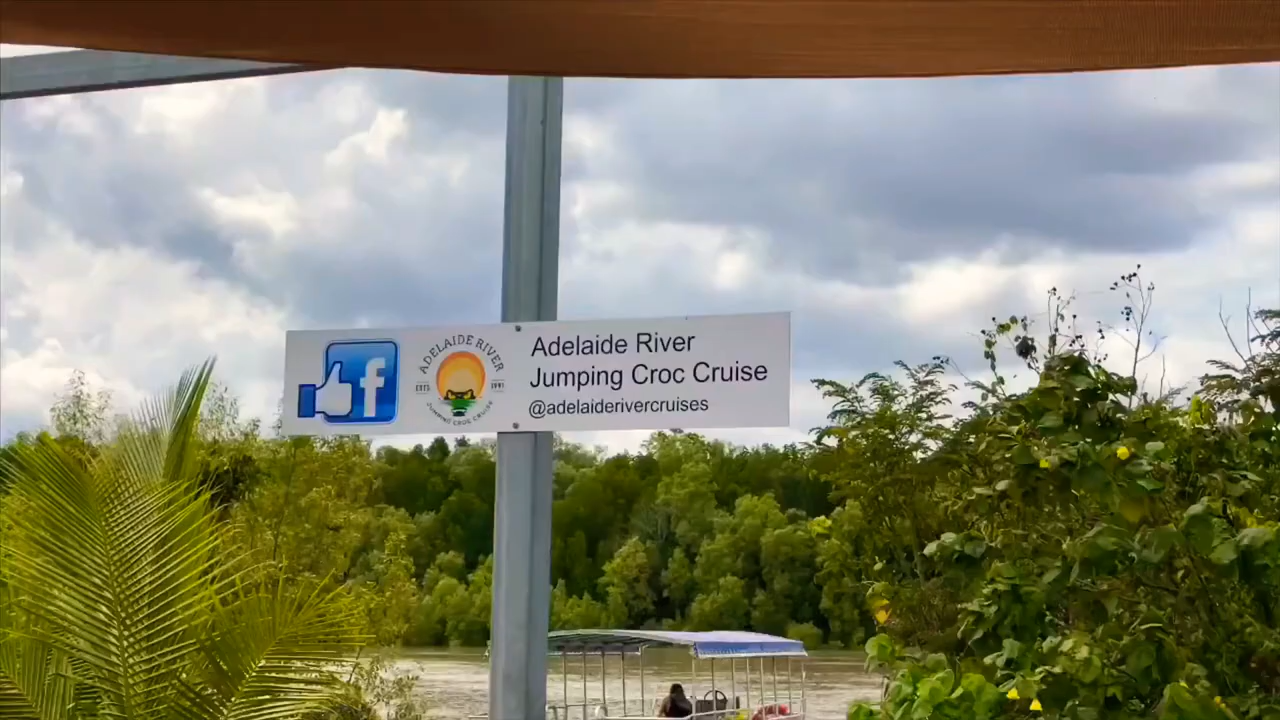 f
ADELAIDE RIVER
ESTD 1991
JUMPING CROC CRUISE
Adelaide River
Jumping Croc Cruise
@adelaiderivercruises